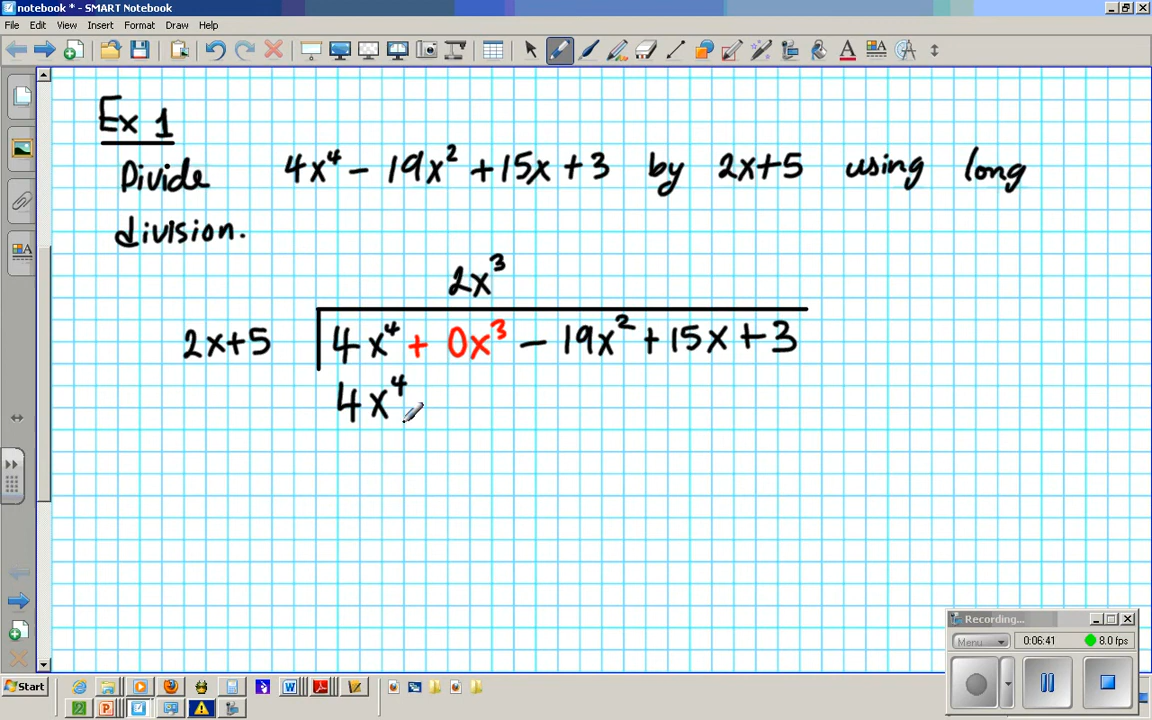 notebook * - SMART Notebook
File Edit View Insert Format Draw Help
Ex 1
Divide 4x⁴ - 19x² + 15x + 3 by 2x+5 using long
division.
2x³
2x+5 4x⁴ + 0x³ - 19x² + 15x + 3
4x⁴
Recording...
Menu 0:06:41 8.0 fps
Start